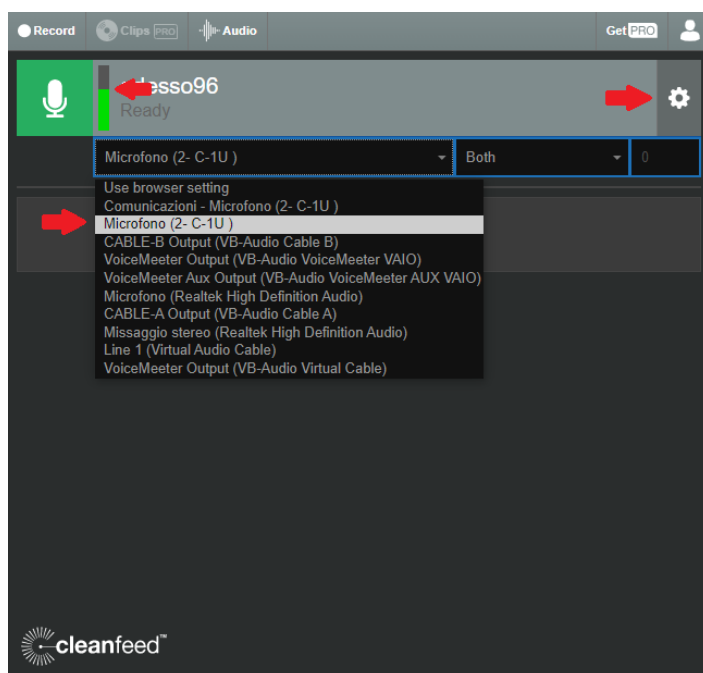 Record
Clips PRO
Audio
Get PRO
Ready
Microfono (2- C-1U )
Both
0
Use browser setting
Comunicazioni - Microfono (2- C-1U )
Microfono (2- C-1U )
CABLE-B Output (VB-Audio Cable B)
VoiceMeeter Output (VB-Audio VoiceMeeter VAIO)
VoiceMeeter Aux Output (VB-Audio VoiceMeeter AUX VAIO)
Microfono (Realtek High Definition Audio)
CABLE-A Output (VB-Audio Cable A)
Missaggio stereo (Realtek High Definition Audio)
Line 1 (Virtual Audio Cable)
VoiceMeeter Output (VB-Audio Virtual Cable)
cleanfeed™